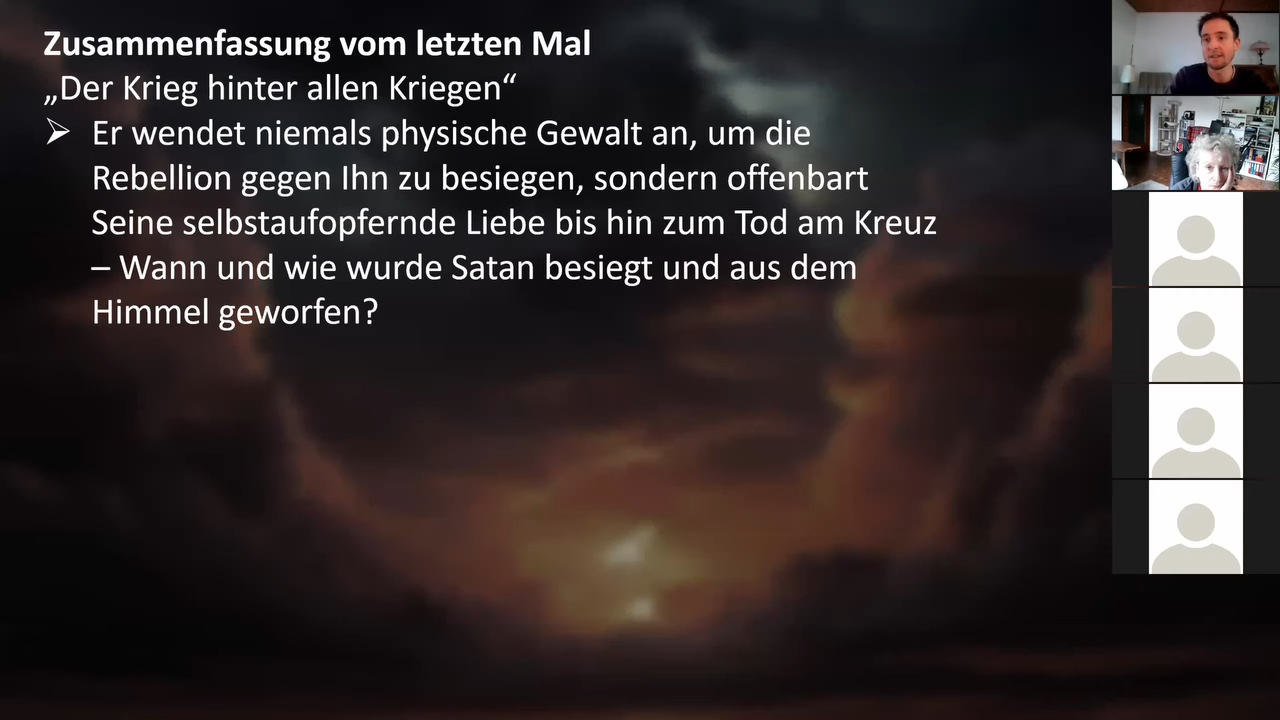 Zusammenfassung vom letzten Mal
„Der Krieg hinter allen Kriegen“
➢ Er wendet niemals physische Gewalt an, um die
Rebellion gegen Ihn zu besiegen, sondern offenbart
Seine selbstaufopfernde Liebe bis hin zum Tod am Kreuz
– Wann und wie wurde Satan besiegt und aus dem
Himmel geworfen?